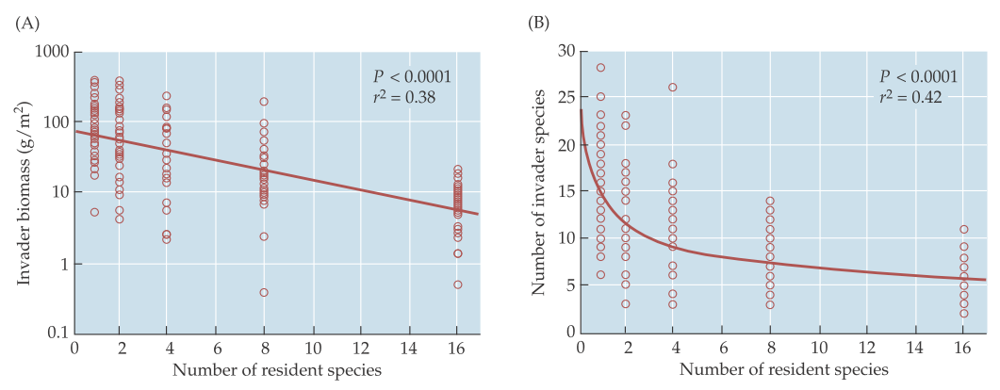 (A)
1000
100
10
1
0.1
Invader biomass (g/m²)
P < 0.0001
r² = 0.38
0 2 4 6 8 10 12 14 16
Number of resident species
(B)
30
25
20
15
10
5
0
Number of invader species
P < 0.0001
r² = 0.42
0 2 4 6 8 10 12 14 16
Number of resident species